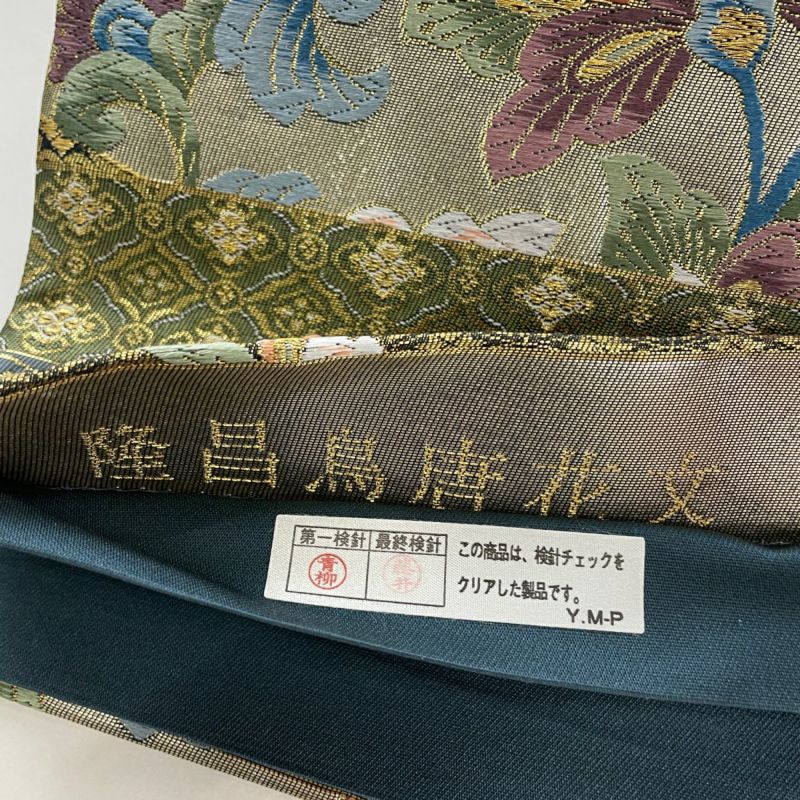 隆昌鳥唐花文
第一検針 最終検針
青柳
この商品は、検針チェックを
クリアした製品です。
Y.M-P